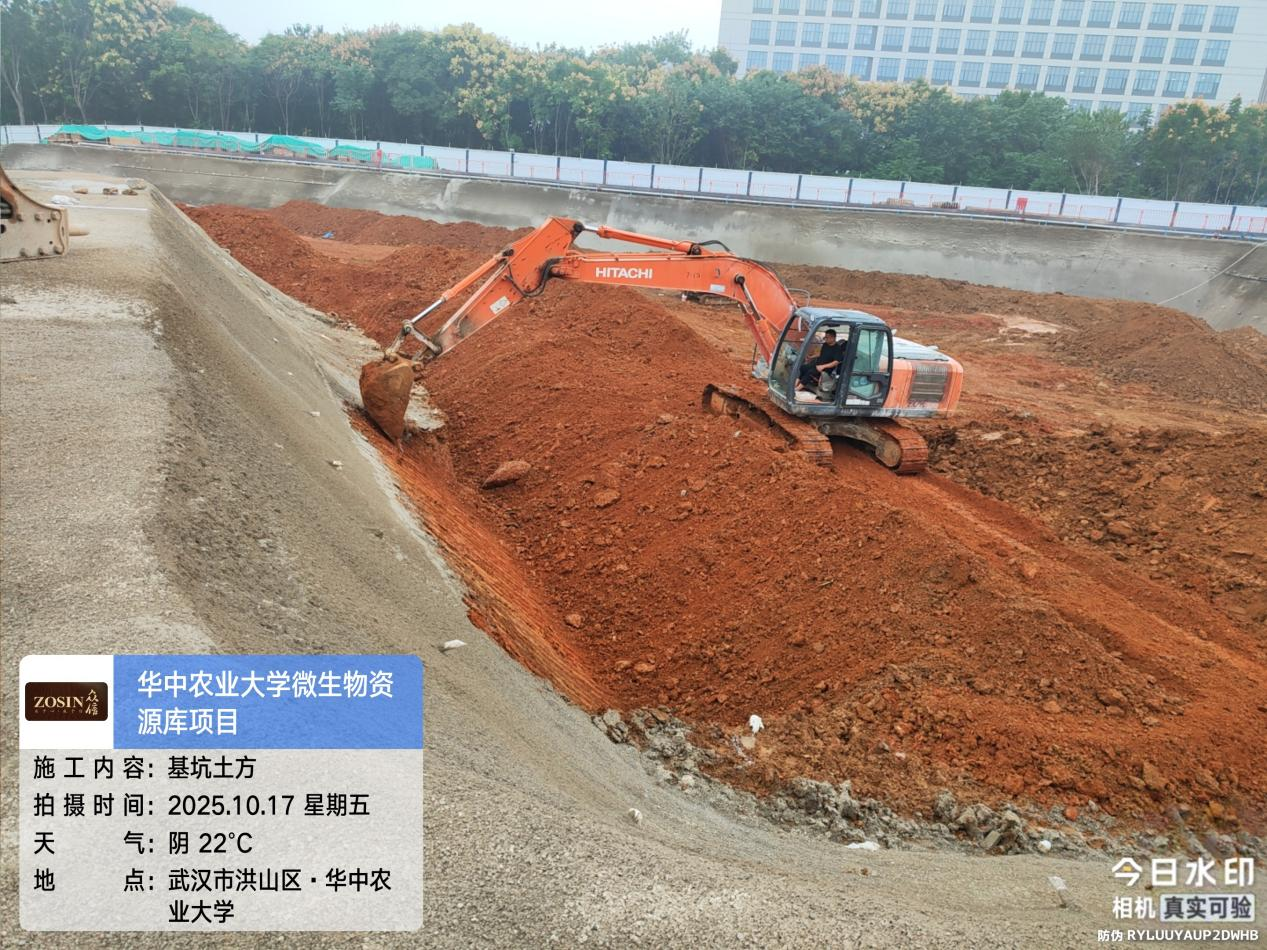 HITACHI
ZOSIN 众信
华中农业大学微生物资
源库项目
施工内容：基坑土方
拍摄时间：2025.10.17 星期五
天气：阴 22°C
地点：武汉市洪山区·华中农
业大学
今日水印
相机 真实可验
防伪 RYLUUYAUP2DWHB